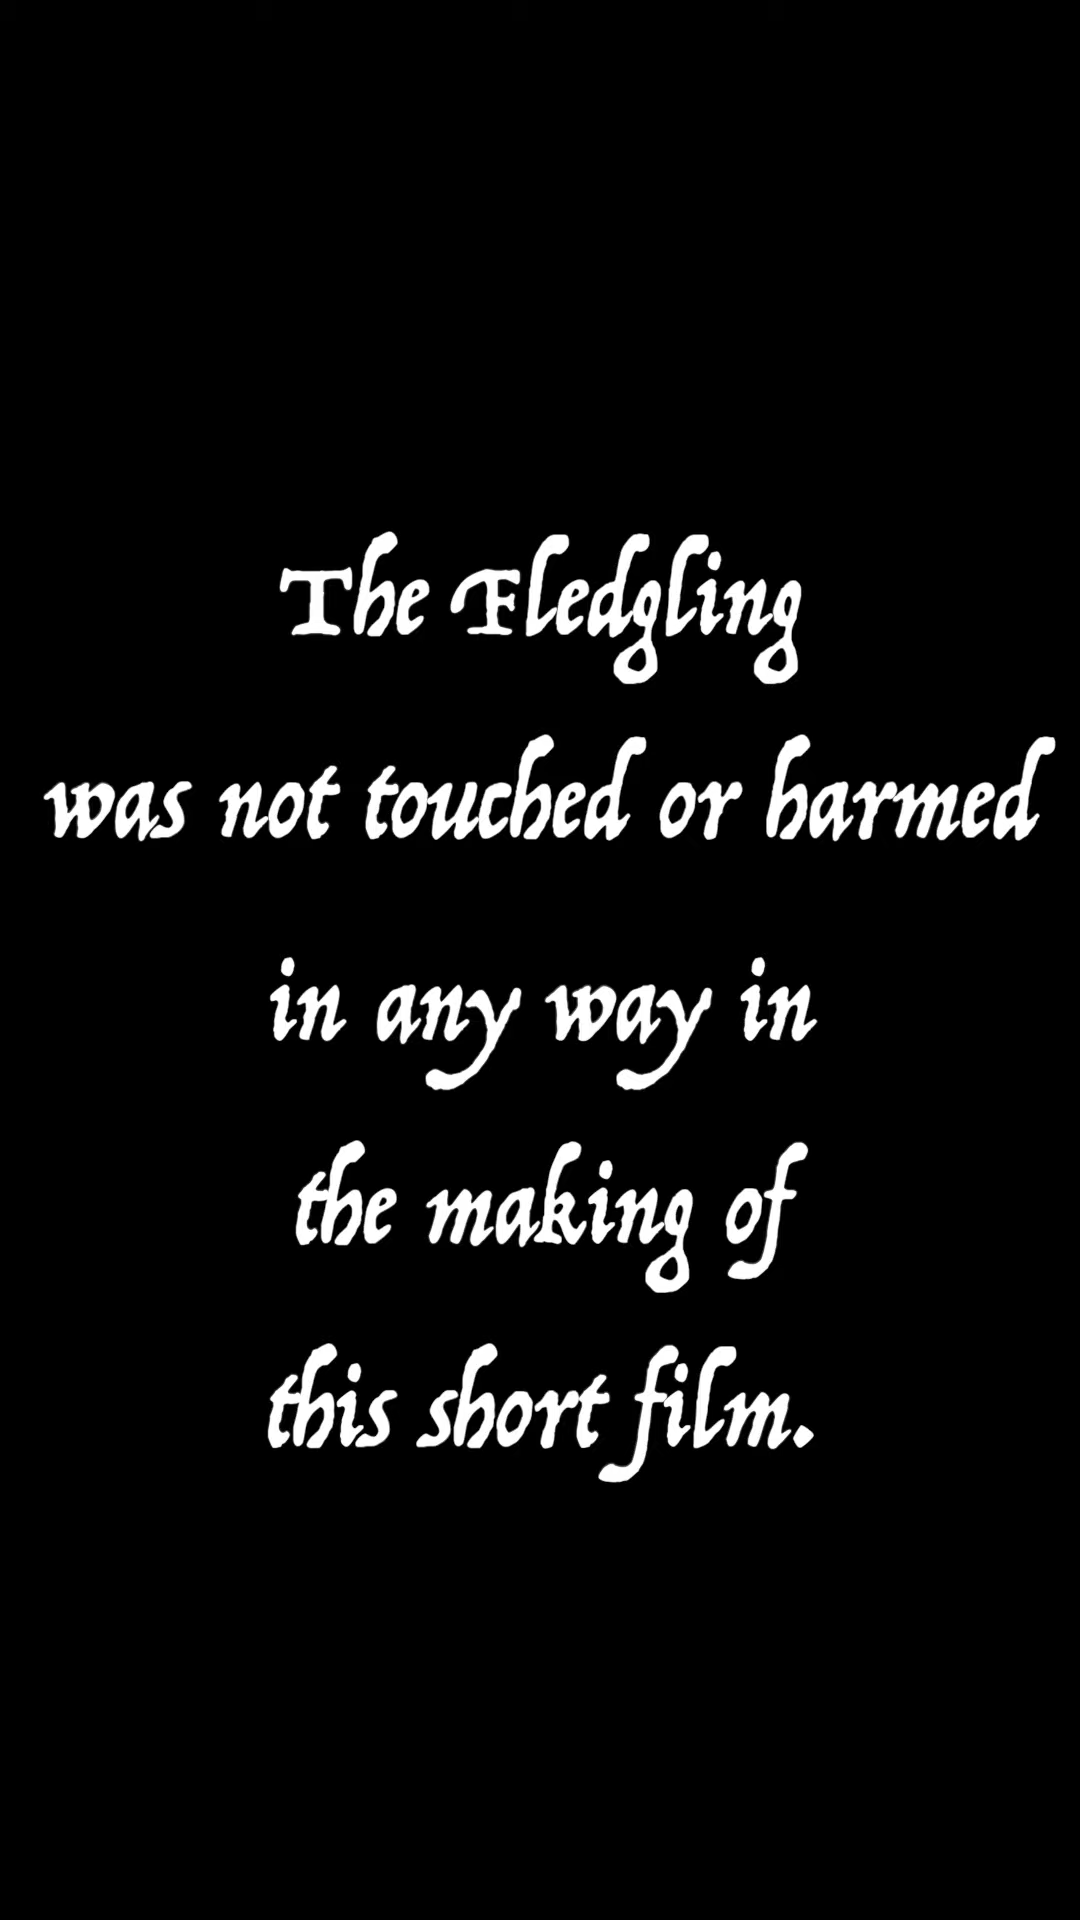 The Fledgling
was not touched or harmed
in any way in
the making of
this short film.